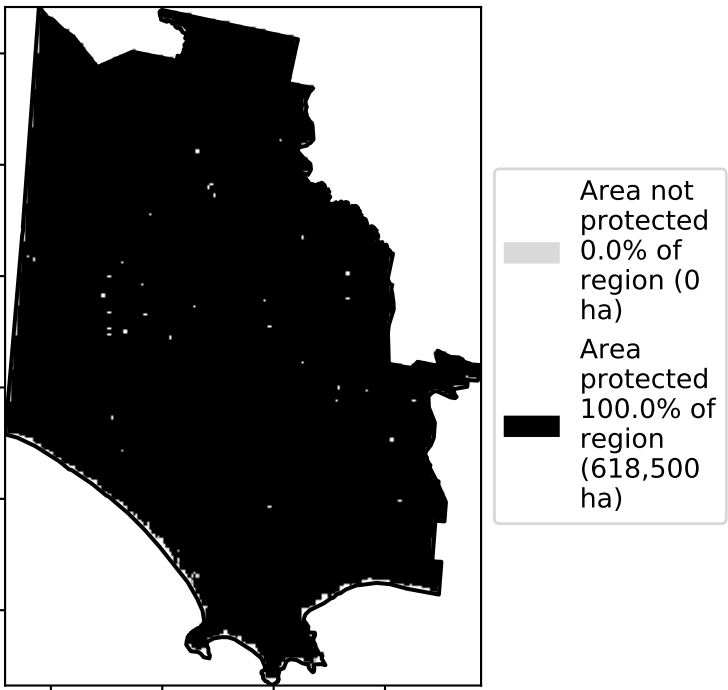 Area not
protected
0.0% of
region (0
ha)
Area
protected
100.0% of
region
(618,500
ha)